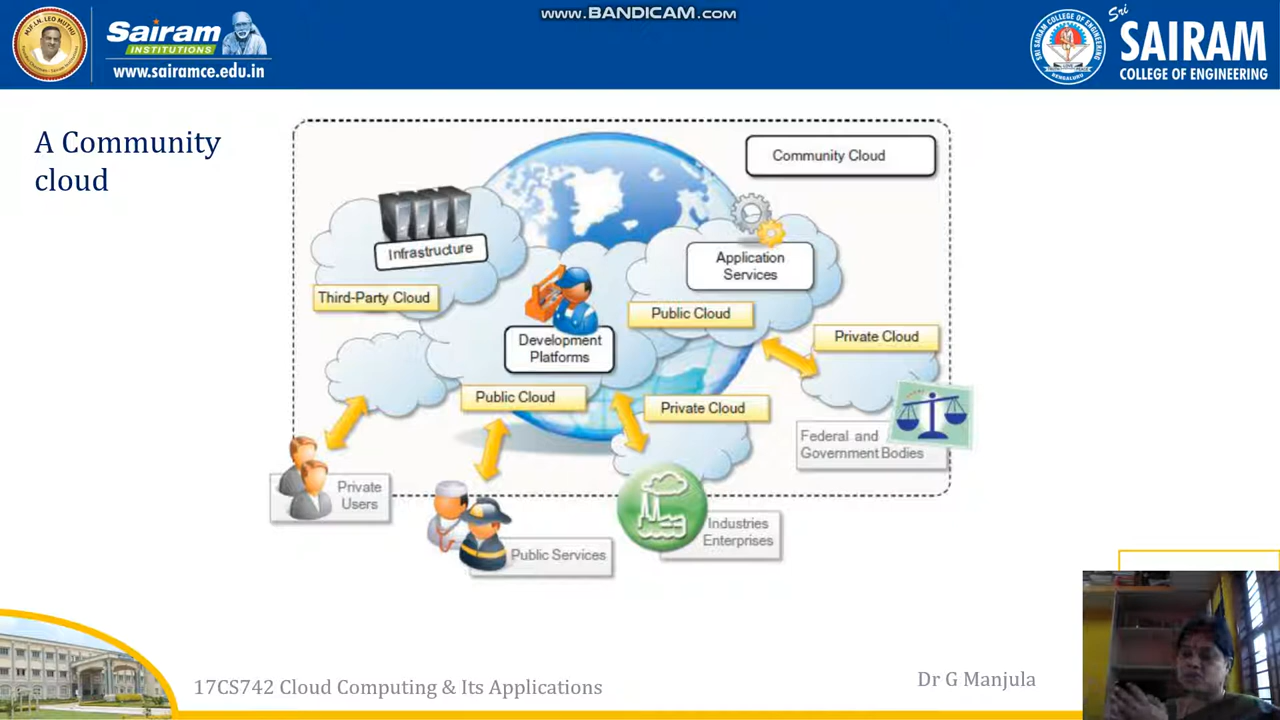 www.BANDICAM.com
Sairam
INSTITUTIONS
www.sairamce.edu.in
Sri
SAIRAM
COLLEGE OF ENGINEERING
A Community
cloud
Community Cloud
Infrastructure
Application
Services
Third-Party Cloud
Public Cloud
Development
Platforms
Private Cloud
Public Cloud
Private Cloud
Federal and
Government Bodies
Private
Users
Industries
Enterprises
Public Services
17CS742 Cloud Computing & Its Applications
Dr G Manjula